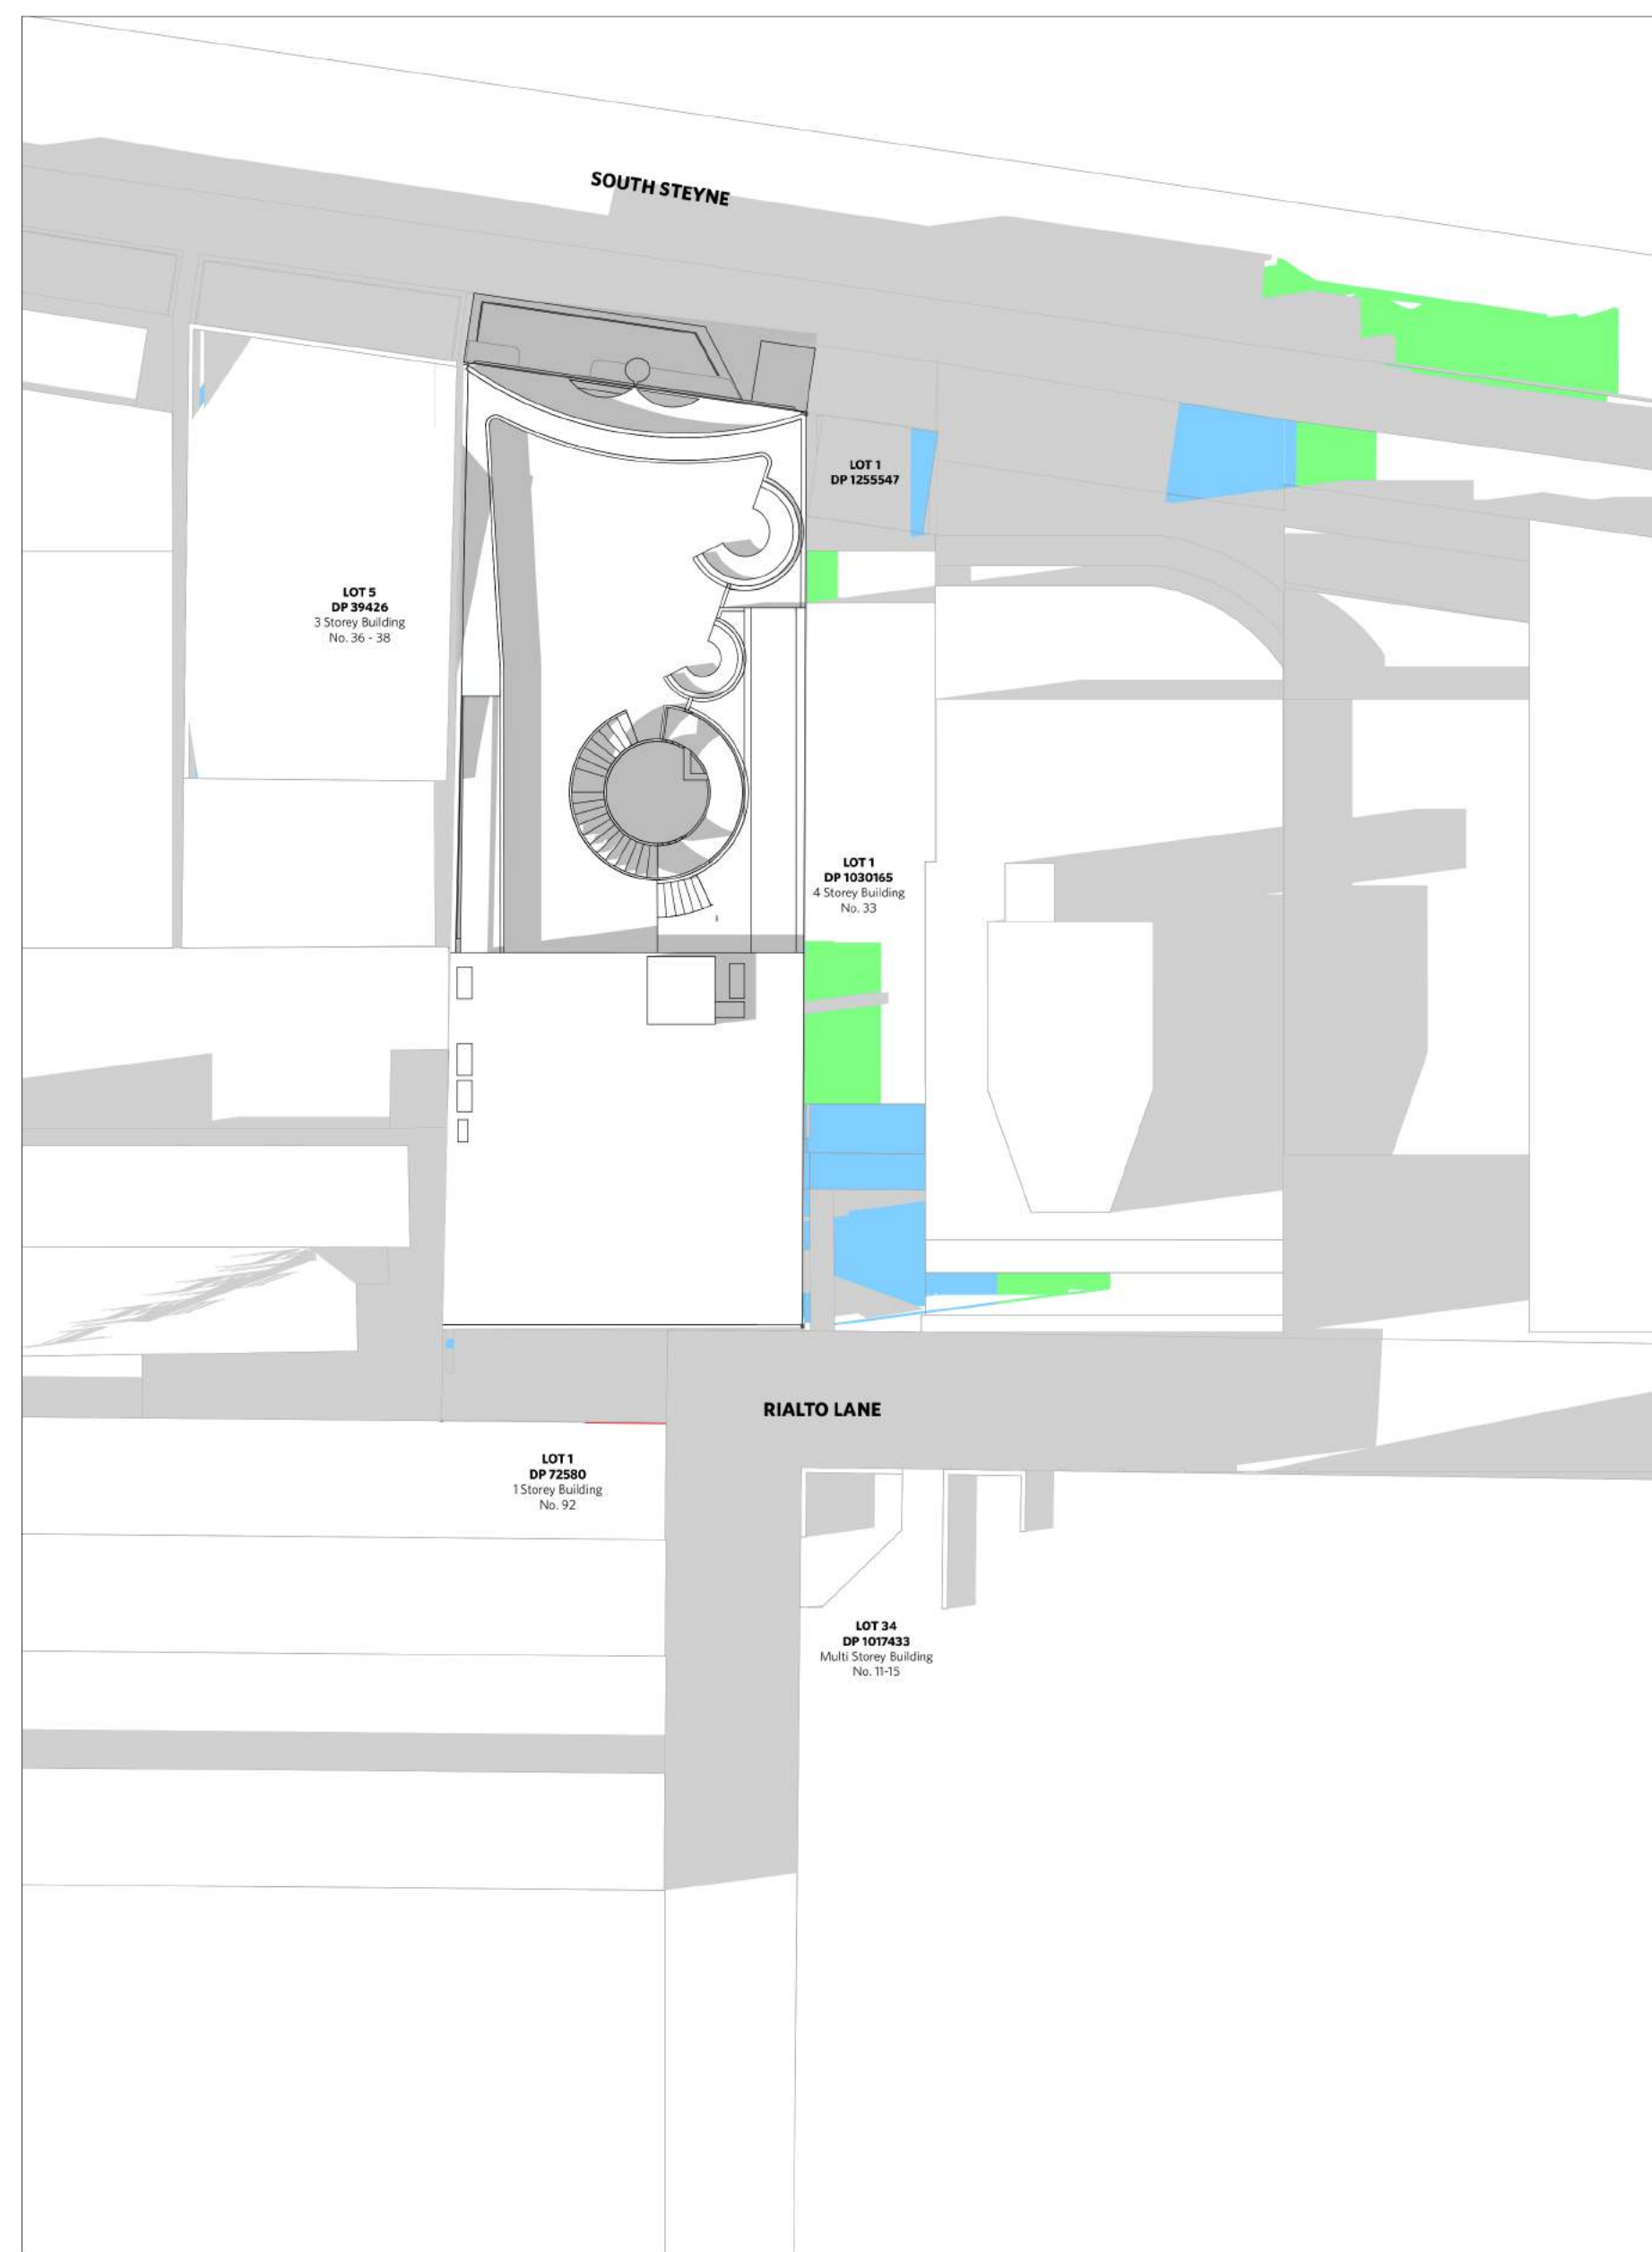 SOUTH STEYNE
LOT 1
DP 1255547
LOT 5
DP 39426
3 Storey Building
No. 36 - 38
LOT 1
DP 1030165
4 Storey Building
No. 33
RIALTO LANE
LOT 1
DP 72580
1 Storey Building
No. 92
LOT 34
DP 1017433
Multi Storey Building
No. 11-15